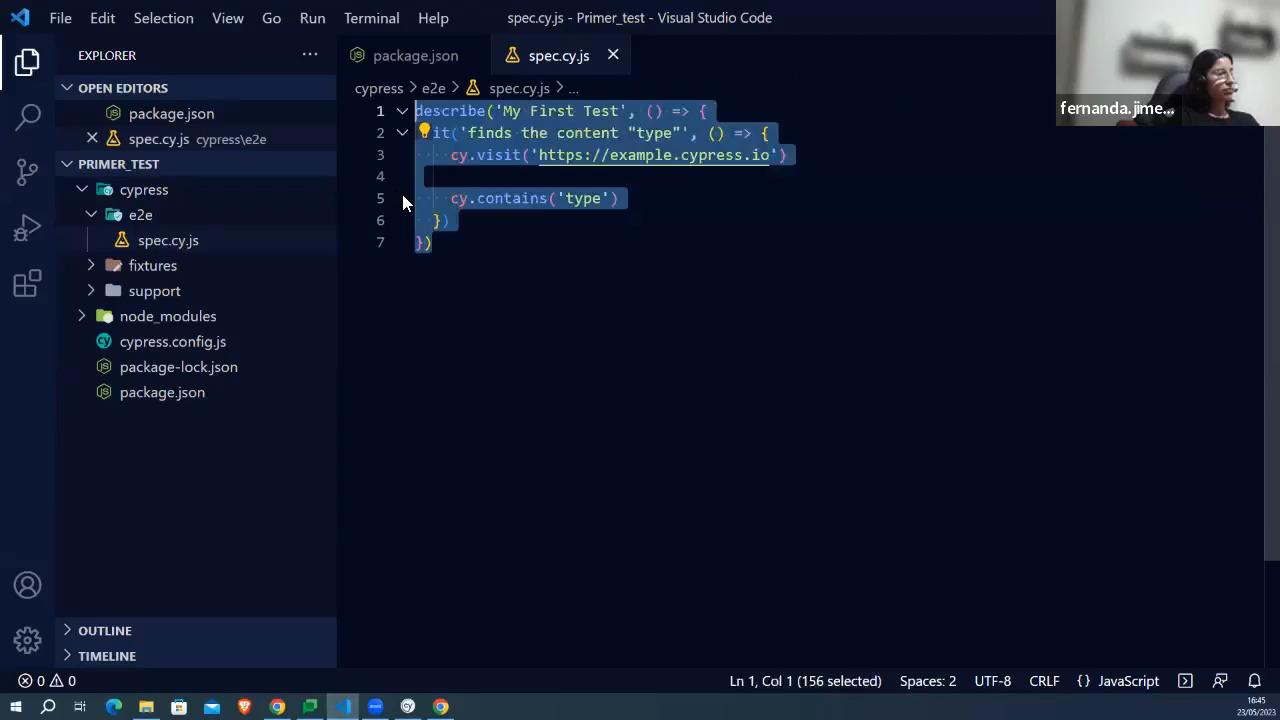 File Edit Selection View Go Run Terminal Help
spec.cy.js - Primer_test - Visual Studio Code
fernanda.jime...
EXPLORER
OPEN EDITORS
package.json
spec.cy.js cypress\e2e
PRIMER_TEST
cypress
e2e
spec.cy.js
fixtures
support
node_modules
cypress.config.js
package-lock.json
package.json
OUTLINE
TIMELINE
package.json
spec.cy.js
cypress > e2e > spec.cy.js > ...
1 describe('My First Test', () => {
2 it('finds the content "type"', () => {
3 cy.visit('https://example.cypress.io')
4
5 cy.contains('type')
6 })
7 })
0 0
Ln 1, Col 1 (156 selected)
Spaces: 2
UTF-8
CRLF
{} JavaScript
16:45
23/05/2023